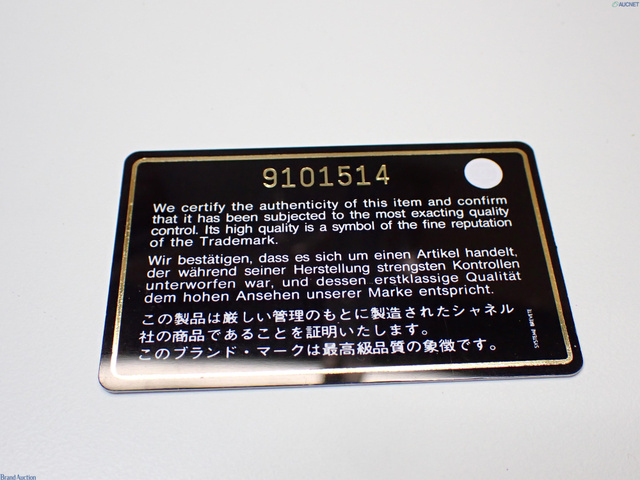 AUCNET
9101514
We certify the authenticity of this item and confirm
that it has been subjected to the most exacting quality
control. Its high quality is a symbol of the fine reputation
of the Trademark.
Wir bestätigen, dass es sich um einen Artikel handelt,
der während seiner Herstellung strengsten Kontrollen
unterworfen war, und dessen erstklassige Qualität
dem hohen Ansehen unserer Marke entspricht.
この製品は厳しい管理のもとに製造されたシャネル
社の商品であることを証明いたします。
このブランド・マークは最高級品質の象徴です。
SYSTEME BREVETE
Brand Auction